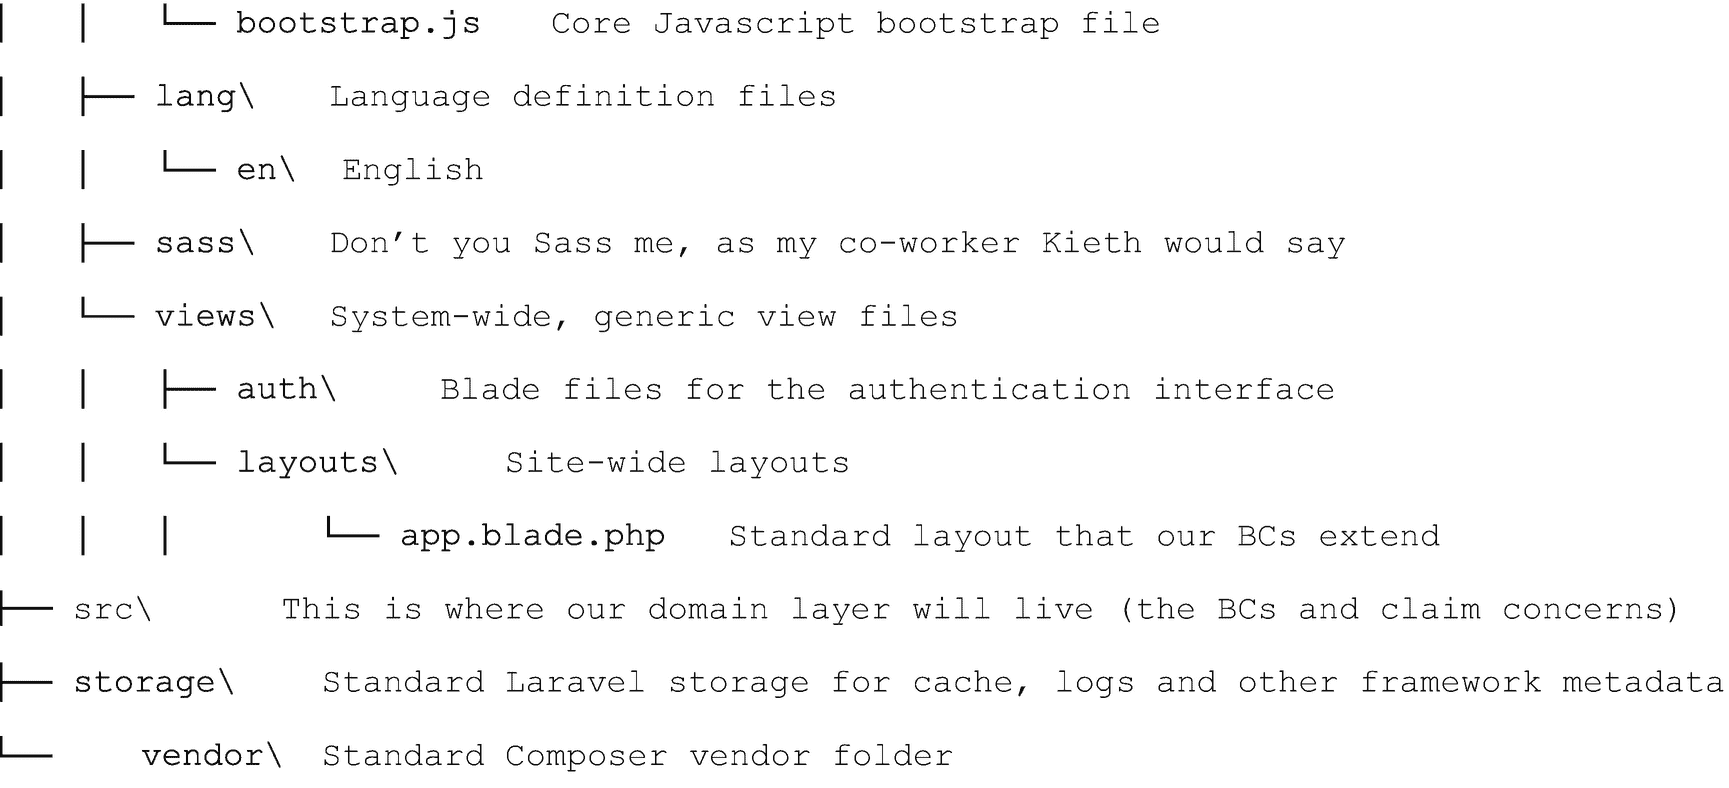 │   │   └── bootstrap.js   Core Javascript bootstrap file
│   ├── lang\   Language definition files
│   │   └── en\  English
│   ├── sass\   Don’t you Sass me, as my co-worker Kieth would say
│   └── views\   System-wide, generic view files
│   │   ├── auth\     Blade files for the authentication interface
│   │   └── layouts\     Site-wide layouts
│   │   │       └── app.blade.php   Standard layout that our BCs extend
├── src\      This is where our domain layer will live (the BCs and claim concerns)
├── storage\    Standard Laravel storage for cache, logs and other framework metadata
└──    vendor\  Standard Composer vendor folder